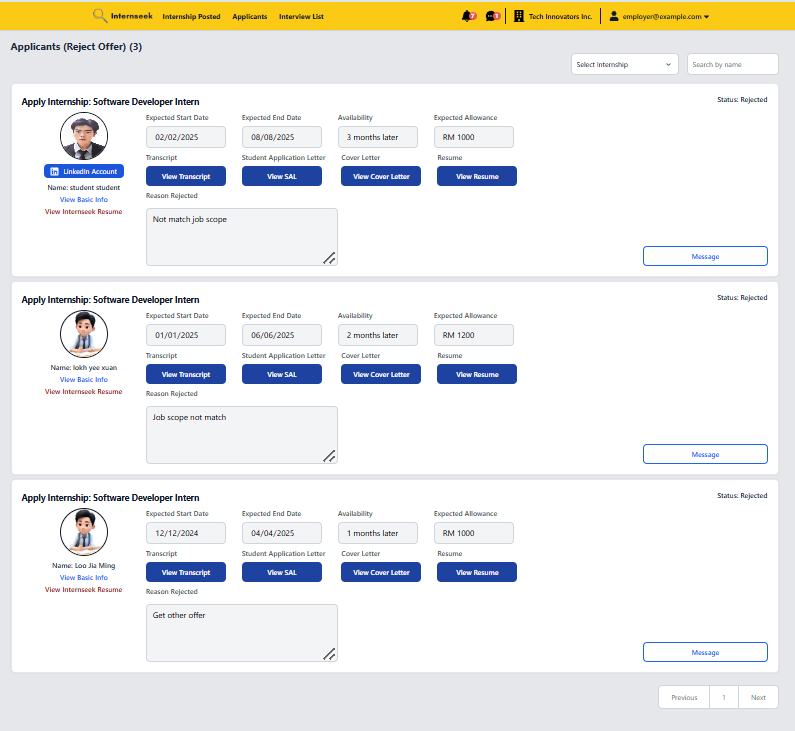 Internseek Internship Posted Applicants Interview List 7 1 Tech Innovators Inc. employer@example.com
Applicants (Reject Offer) (3)
Select Internship Search by name
Apply Internship: Software Developer Intern Status: Rejected
Expected Start Date Expected End Date Availability Expected Allowance
02/02/2025 08/08/2025 3 months later RM 1000
Transcript Student Application Letter Cover Letter Resume
in LinkedIn Account View Transcript View SAL View Cover Letter View Resume
Name: student student
View Basic Info Reason Rejected
View Internseek Resume
Not match job scope
Message
Apply Internship: Software Developer Intern Status: Rejected
Expected Start Date Expected End Date Availability Expected Allowance
01/01/2025 06/06/2025 2 months later RM 1200
Transcript Student Application Letter Cover Letter Resume
Name: lokh yee xuan View Transcript View SAL View Cover Letter View Resume
View Basic Info
View Internseek Resume Reason Rejected
Job scope not match
Message
Apply Internship: Software Developer Intern Status: Rejected
Expected Start Date Expected End Date Availability Expected Allowance
12/12/2024 04/04/2025 1 months later RM 1000
Transcript Student Application Letter Cover Letter Resume
Name: Loo Jia Ming View Transcript View SAL View Cover Letter View Resume
View Basic Info
View Internseek Resume Reason Rejected
Get other offer
Message
Previous 1 Next